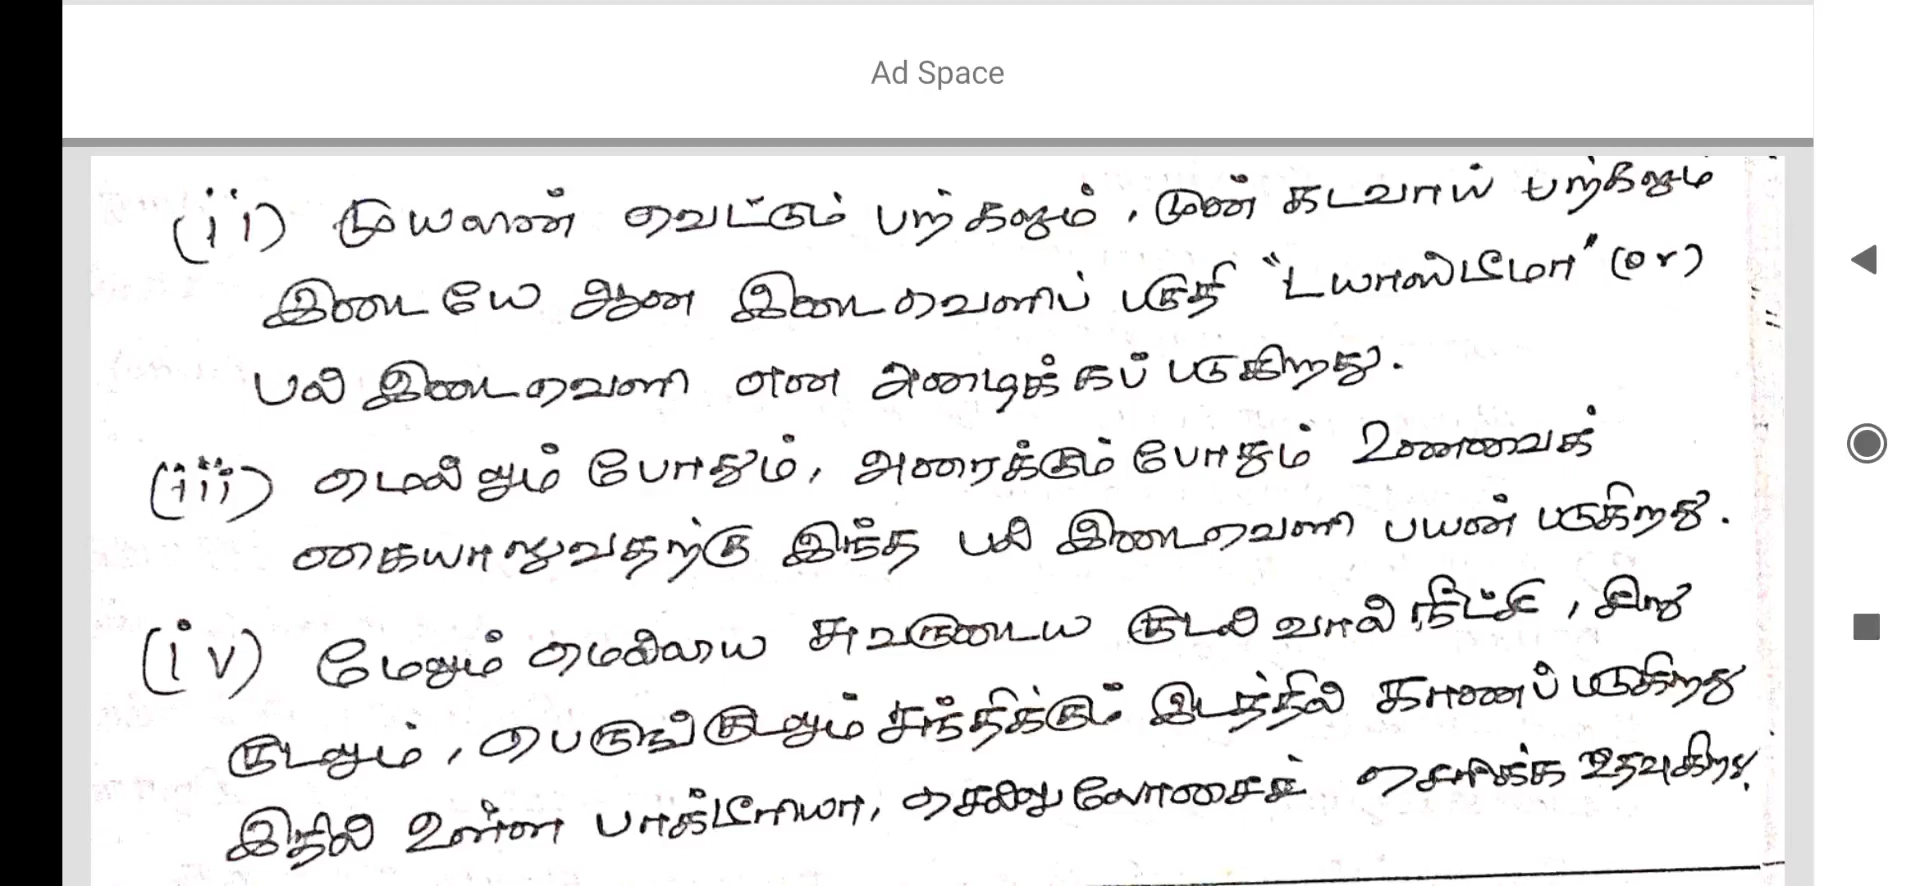 Ad Space
(ii) முயலின் வெட்டும் பற்களும், முன் கடவாய் பற்களும்
இடையே ஆன இடைவெளிப் பகுதி "டயாஸ்டீமா" (or)
பல் இடைவெளி என அழைக்கப் படுகிறது.
(iii) மெல்லும் போதும், அரைக்கும் போதும் உணவைக்
கையாளுவதற்கு இந்த பல் இடைவெளி பயன் படுகிறது.
(iv) மேலும் மெல்லிய சுவருடைய குடல் வால் நீட்சி, சிறு
குடலும், பெருங்குடலும் சந்திக்கும் இடத்தில் காணப் படுகிறது
இதில் உள்ள பாக்டீரியா, செல்லுலோசைச் செரிக்க உதவுகிறது.